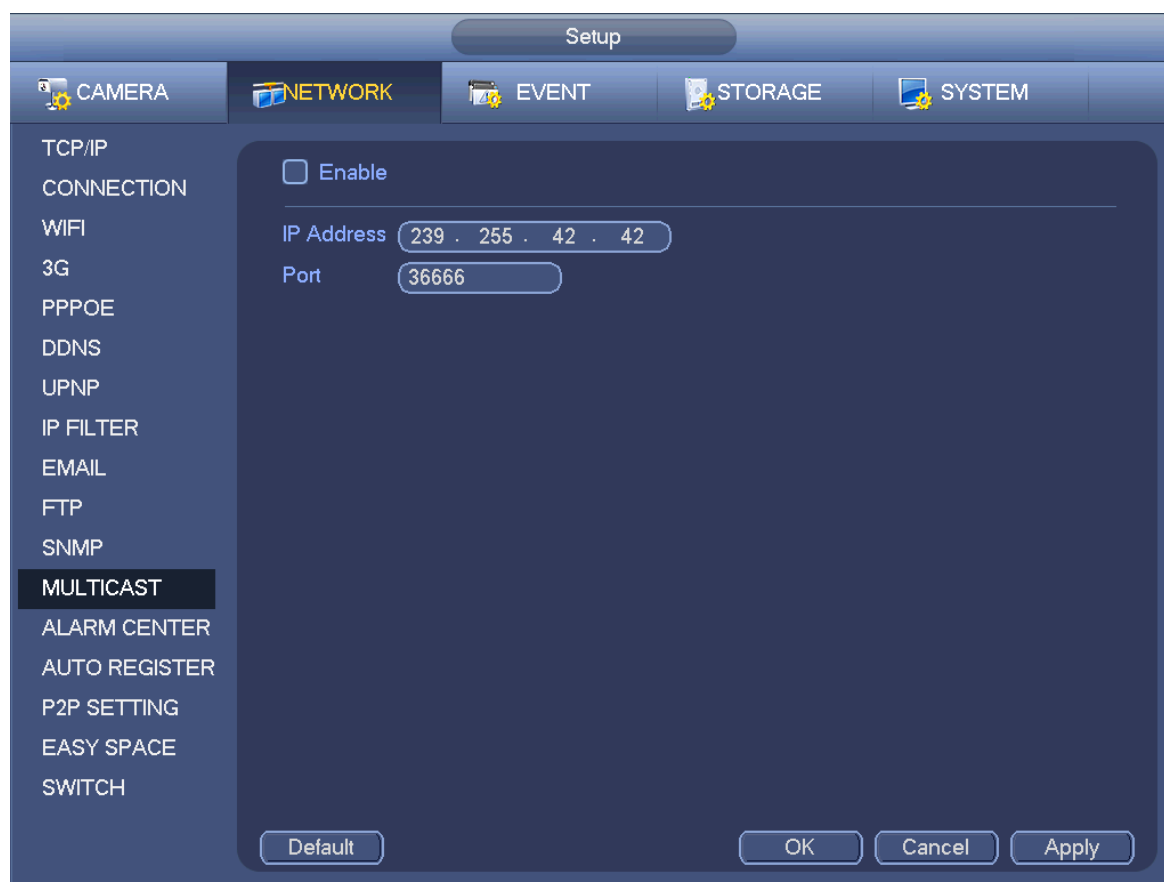 Setup
CAMERA NETWORK EVENT STORAGE SYSTEM
TCP/IP
CONNECTION
WIFI
3G
PPPOE
DDNS
UPNP
IP FILTER
EMAIL
FTP
SNMP
MULTICAST
ALARM CENTER
AUTO REGISTER
P2P SETTING
EASY SPACE
SWITCH
Enable
IP Address 239 . 255 . 42 . 42
Port 36666
Default OK Cancel Apply